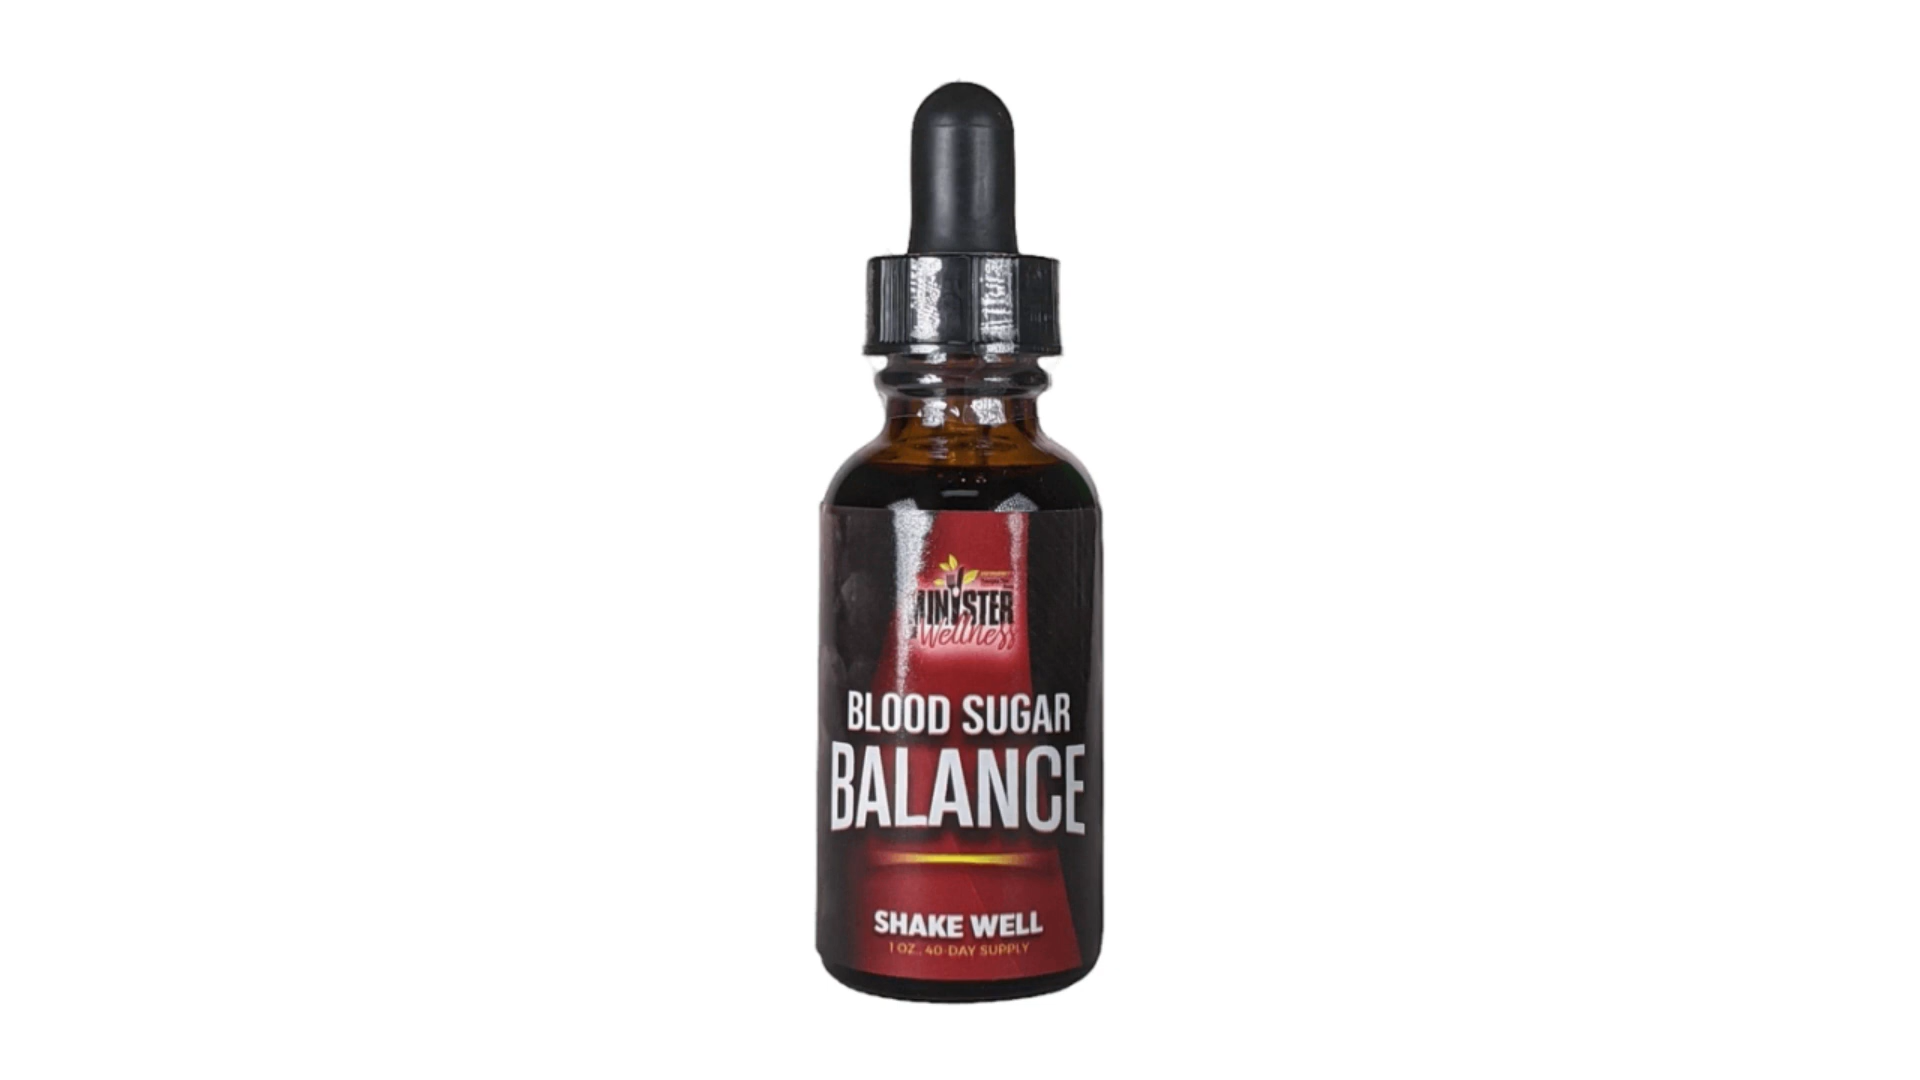 MINISTER
Wellness
BLOOD SUGAR
BALANCE
SHAKE WELL
1 OZ., 40-DAY SUPPLY